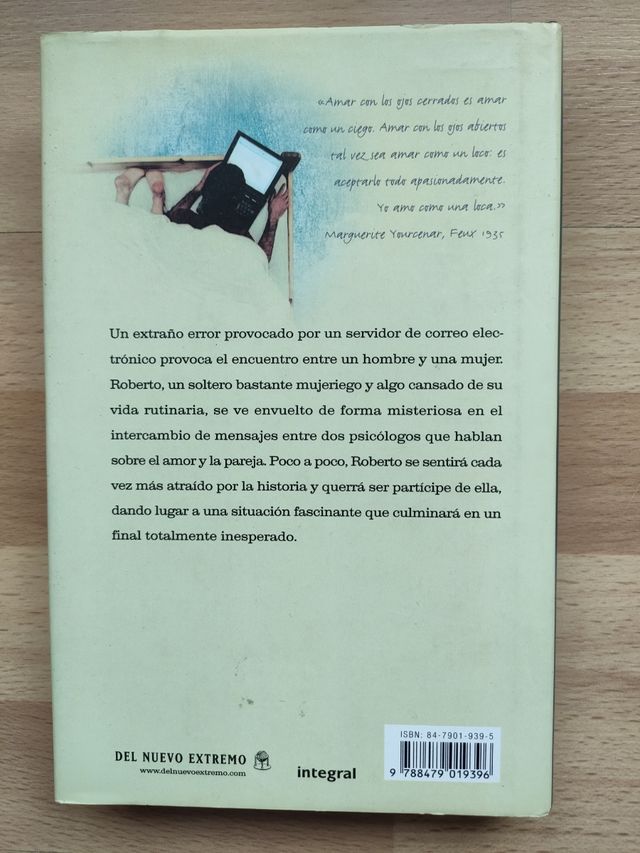 «Amar con los ojos cerrados es amar
como un ciego. Amar con los ojos abiertos
tal vez sea amar como un loco: es
aceptarlo todo apasionadamente.
Yo amo como una loca.»
Marguerite Yourcenar, Feux 1935
Un extraño error provocado por un servidor de correo elec-
trónico provoca el encuentro entre un hombre y una mujer.
Roberto, un soltero bastante mujeriego y algo cansado de su
vida rutinaria, se ve envuelto de forma misteriosa en el
intercambio de mensajes entre dos psicólogos que hablan
sobre el amor y la pareja. Poco a poco, Roberto se sentirá cada
vez más atraído por la historia y querrá ser partícipe de ella,
dando lugar a una situación fascinante que culminará en un
final totalmente inesperado.
ISBN: 84-7901-939-5
9 788479 019396
DEL NUEVO EXTREMO
www.delnuevoextremo.com
integral